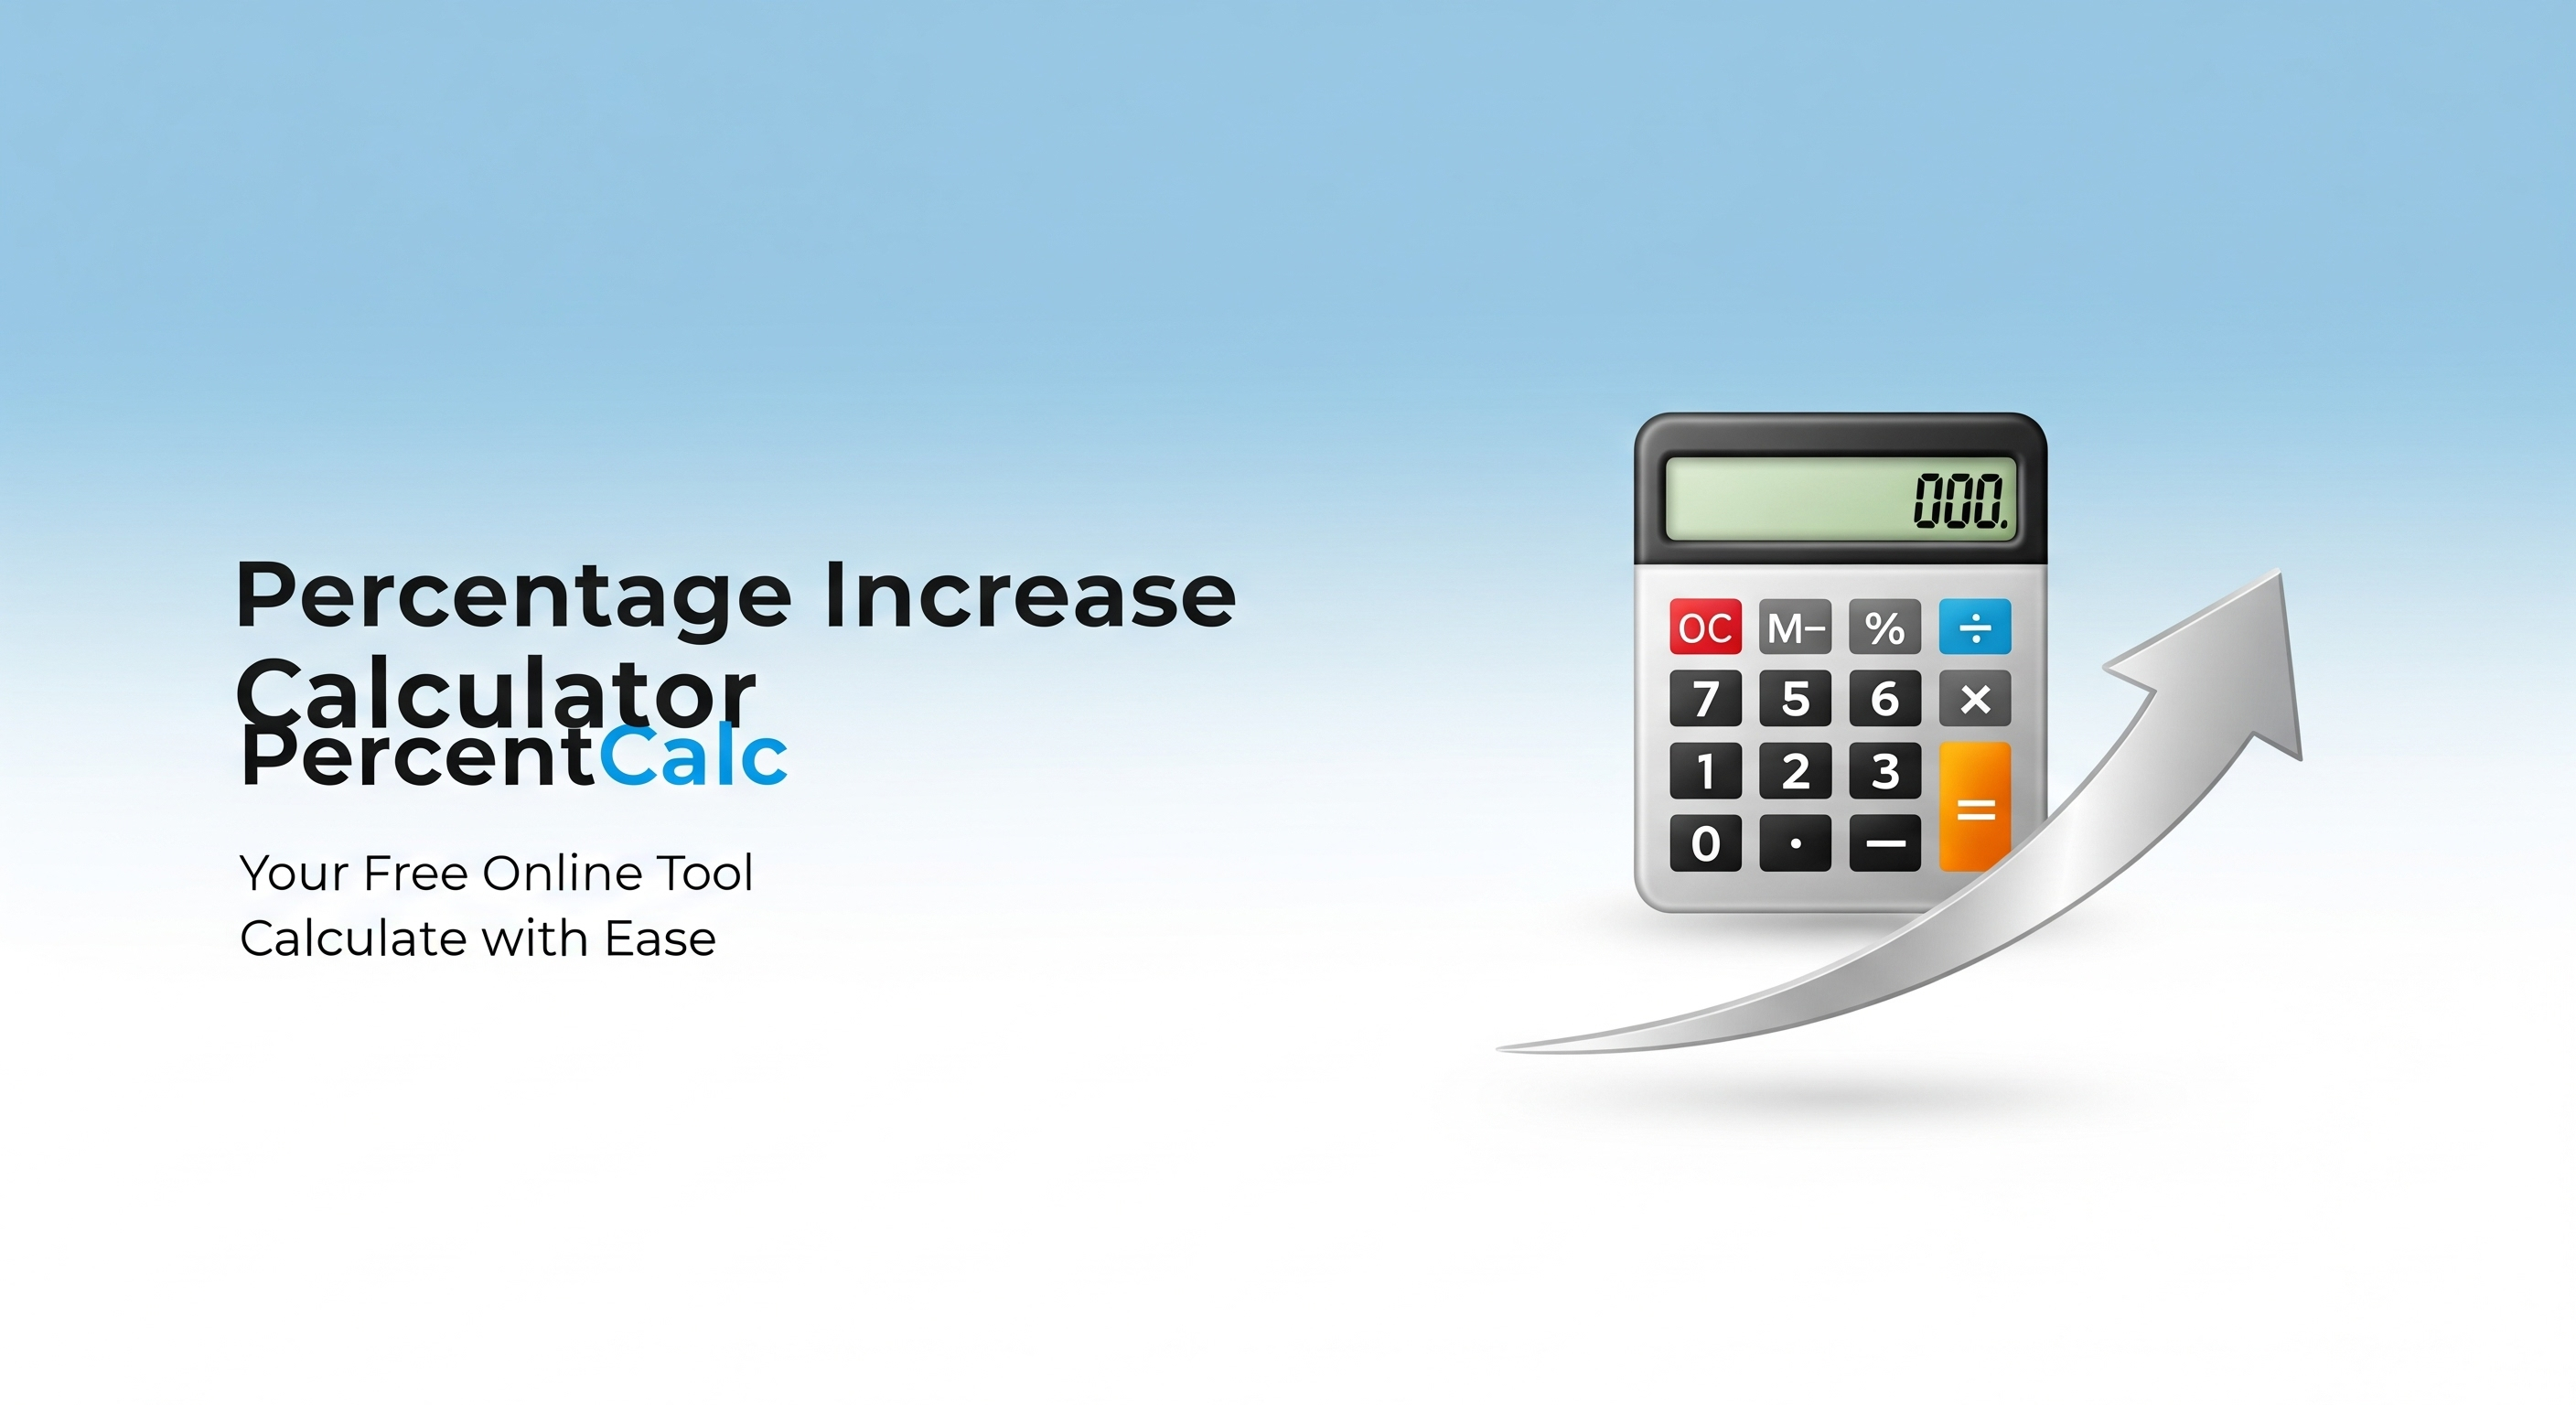 Percentage Increase
Calculator
PercentCalc
Your Free Online Tool
Calculate with Ease
000.
OC M− % ÷
7 5 6 ×
1 2 3
=
0 · −